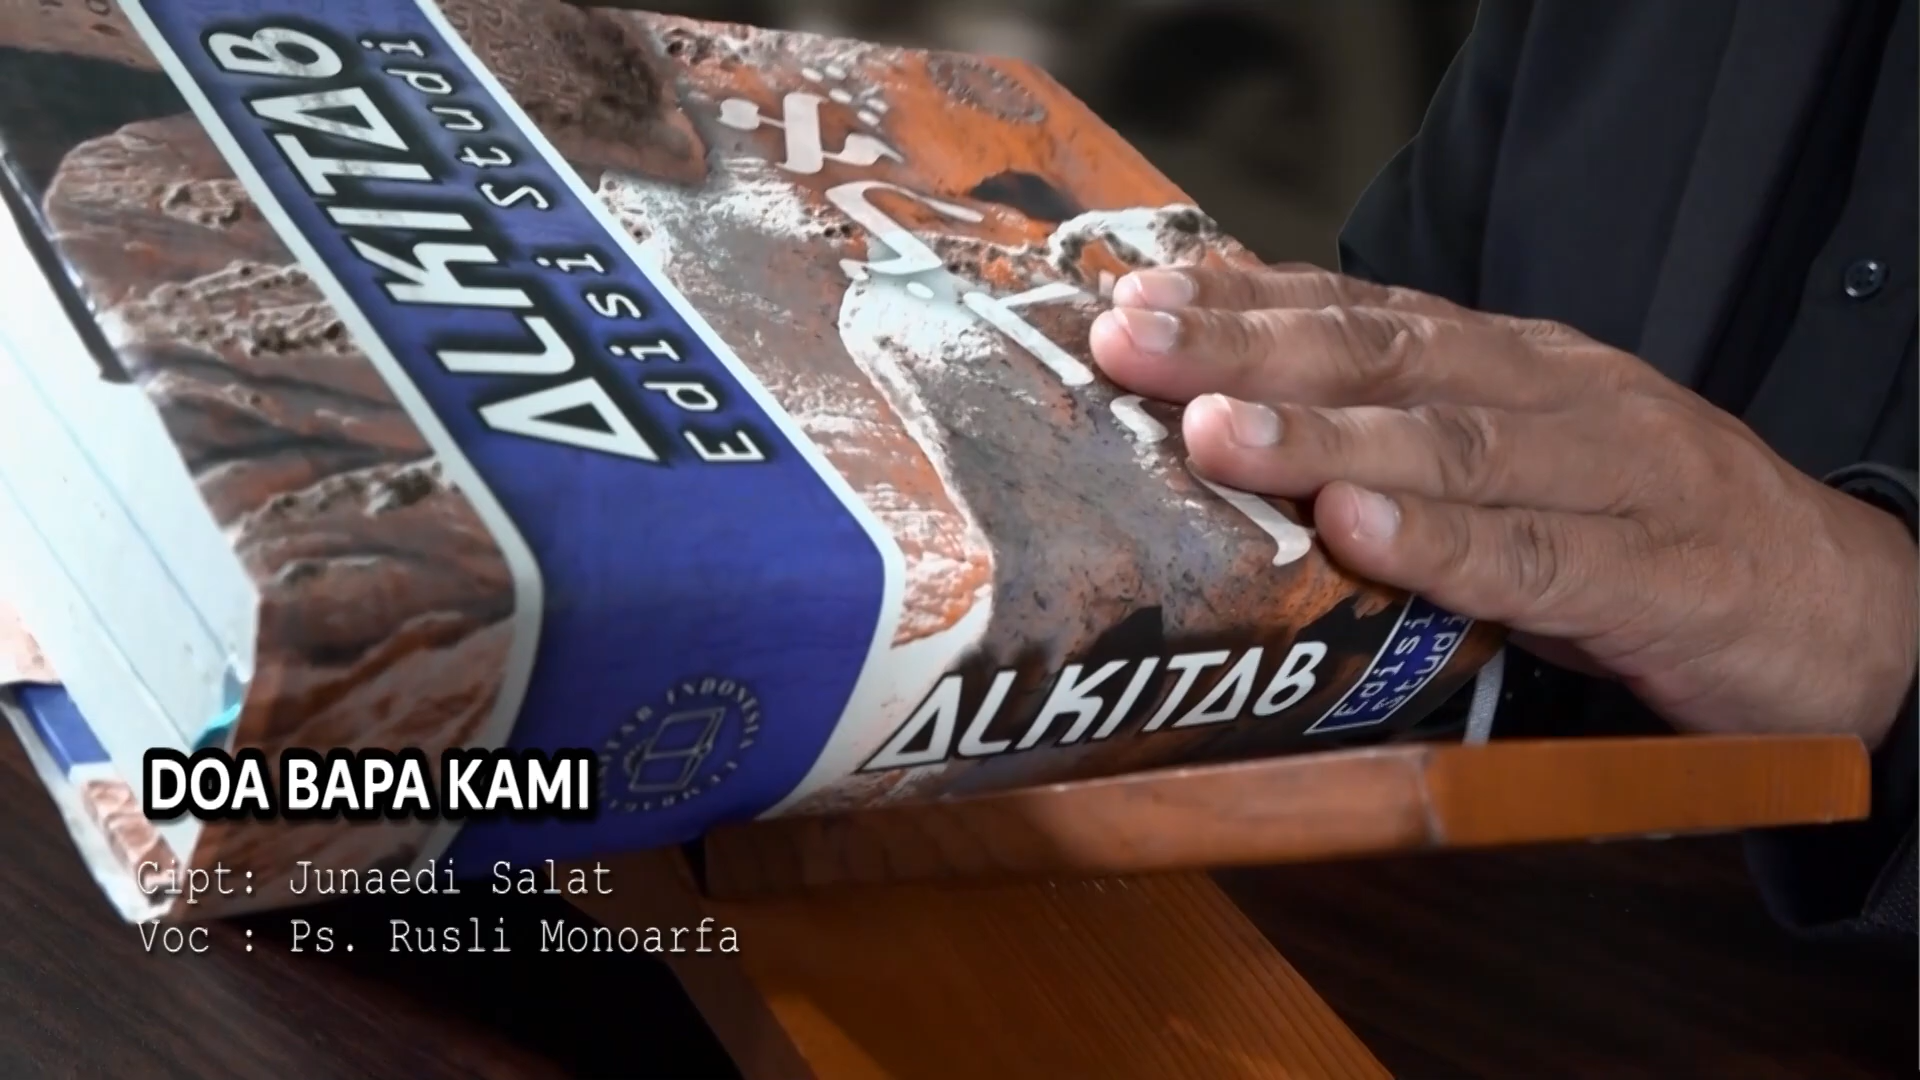 ALKITAB
Edisi Studi
ALKITAB
Edisi
Studi
DOA BAPA KAMI
Cipt: Junaedi Salat
Voc : Ps. Rusli Monoarfa